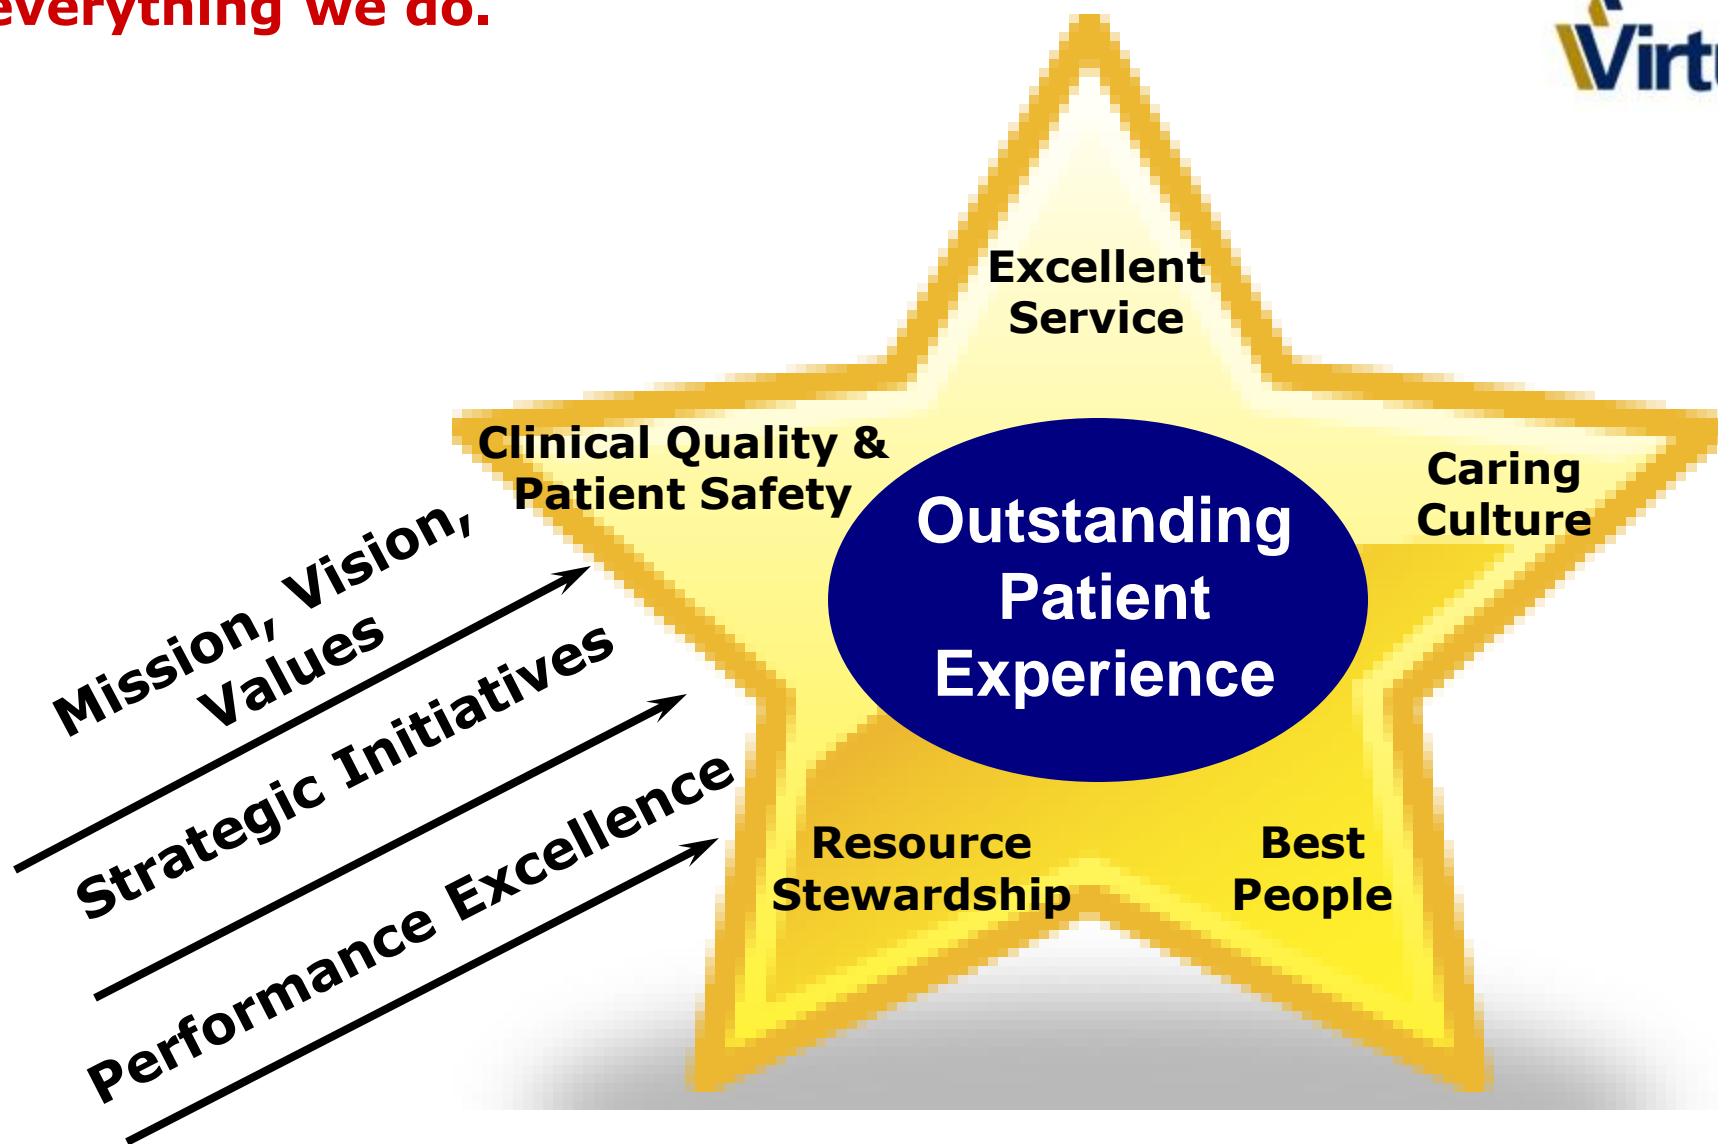 everything we do.
Virtu
Excellent
Service
Clinical Quality &
Patient Safety
Caring
Culture
Outstanding
Patient
Experience
Mission, Vision,
Values
Strategic Initiatives
Performance Excellence
Resource
Stewardship
Best
People